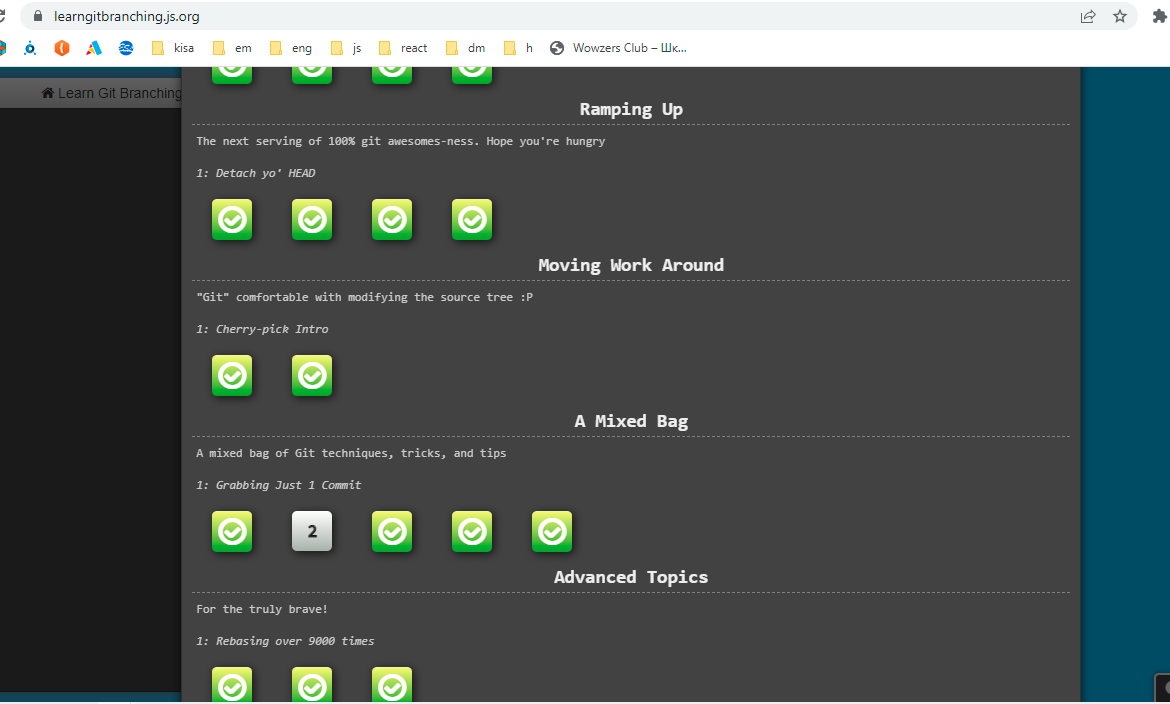 learngitbranching.js.org
kisa em eng js react dm h Wowzers Club – Шк...
Learn Git Branching
Ramping Up
The next serving of 100% git awesomes-ness. Hope you're hungry
1: Detach yo' HEAD
Moving Work Around
"Git" comfortable with modifying the source tree :P
1: Cherry-pick Intro
A Mixed Bag
A mixed bag of Git techniques, tricks, and tips
1: Grabbing Just 1 Commit
2
Advanced Topics
For the truly brave!
1: Rebasing over 9000 times